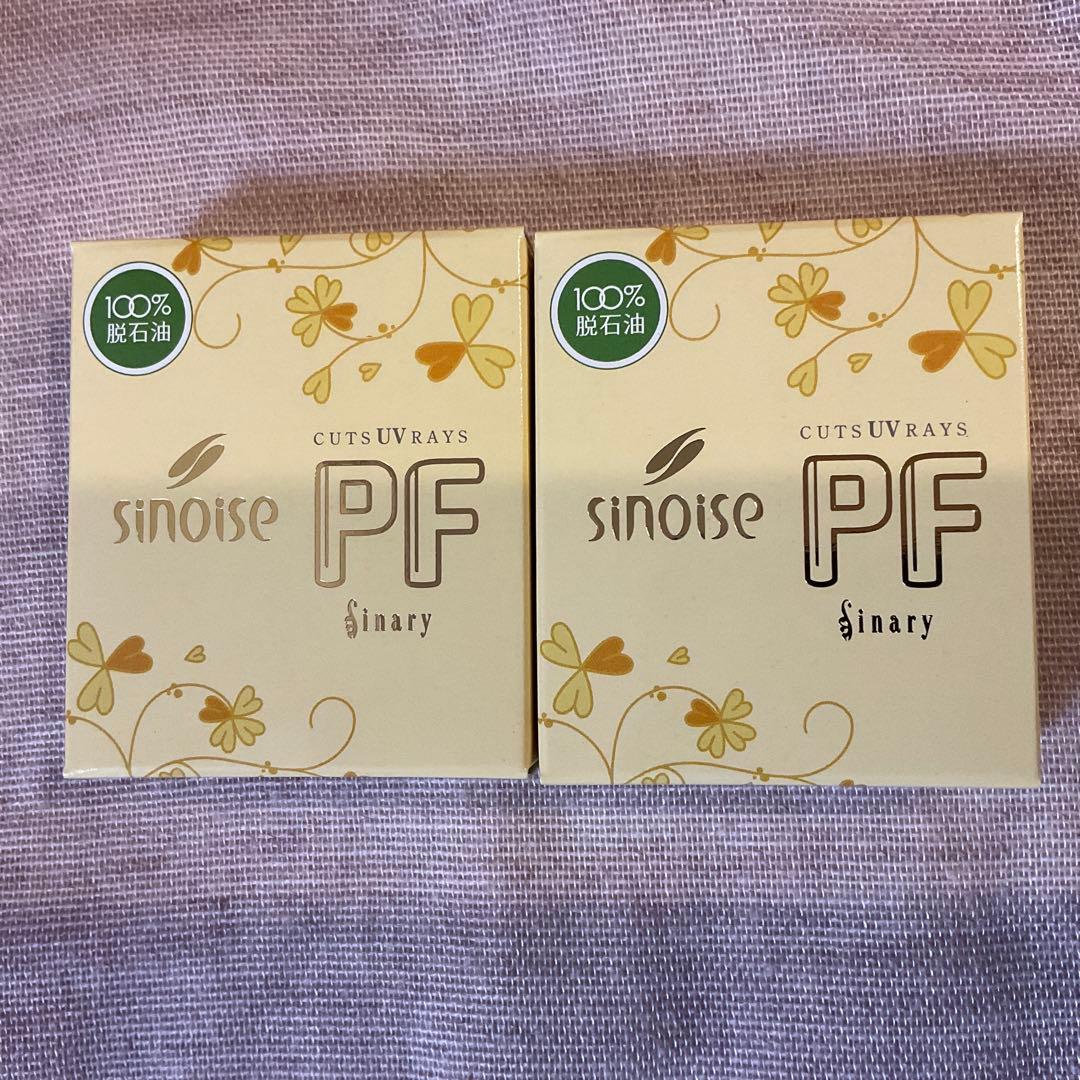 100%
脱石油
CUTS UV RAYS
sinoise
PF
Sinary
100%
脱石油
CUTS UV RAYS
sinoise
PF
Sinary